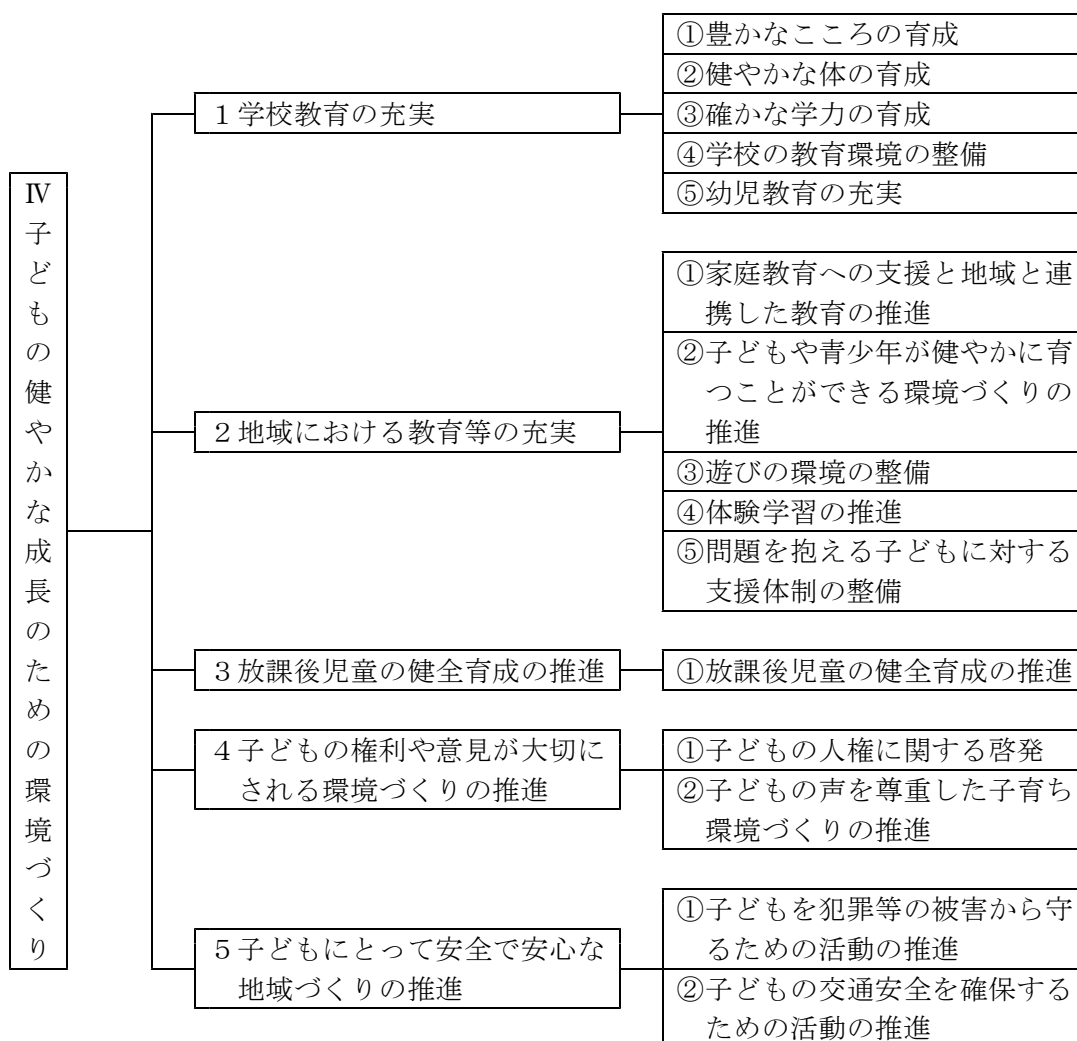 Ⅳ子どもの健やかな成長のための環境づくり
1学校教育の充実
①豊かなこころの育成
②健やかな体の育成
③確かな学力の育成
④学校の教育環境の整備
⑤幼児教育の充実
2地域における教育等の充実
①家庭教育への支援と地域と連
携した教育の推進
②子どもや青少年が健やかに育
つことができる環境づくりの
推進
③遊びの環境の整備
④体験学習の推進
⑤問題を抱える子どもに対する
支援体制の整備
3放課後児童の健全育成の推進
①放課後児童の健全育成の推進
4子どもの権利や意見が大切に
される環境づくりの推進
①子どもの人権に関する啓発
②子どもの声を尊重した子育ち
環境づくりの推進
5子どもにとって安全で安心な
地域づくりの推進
①子どもを犯罪等の被害から守
るための活動の推進
②子どもの交通安全を確保する
ための活動の推進